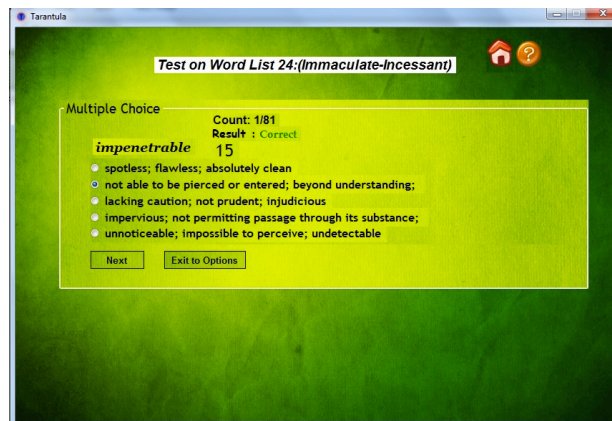 Tarantula
Test on Word List 24:(Immaculate-Incessant)
Multiple Choice
Count: 1/81
Result : Correct
impenetrable 15
spotless; flawless; absolutely clean
not able to be pierced or entered; beyond understanding;
lacking caution; not prudent; injudicious
impervious; not permitting passage through its substance;
unnoticeable; impossible to perceive; undetectable
Next Exit to Options